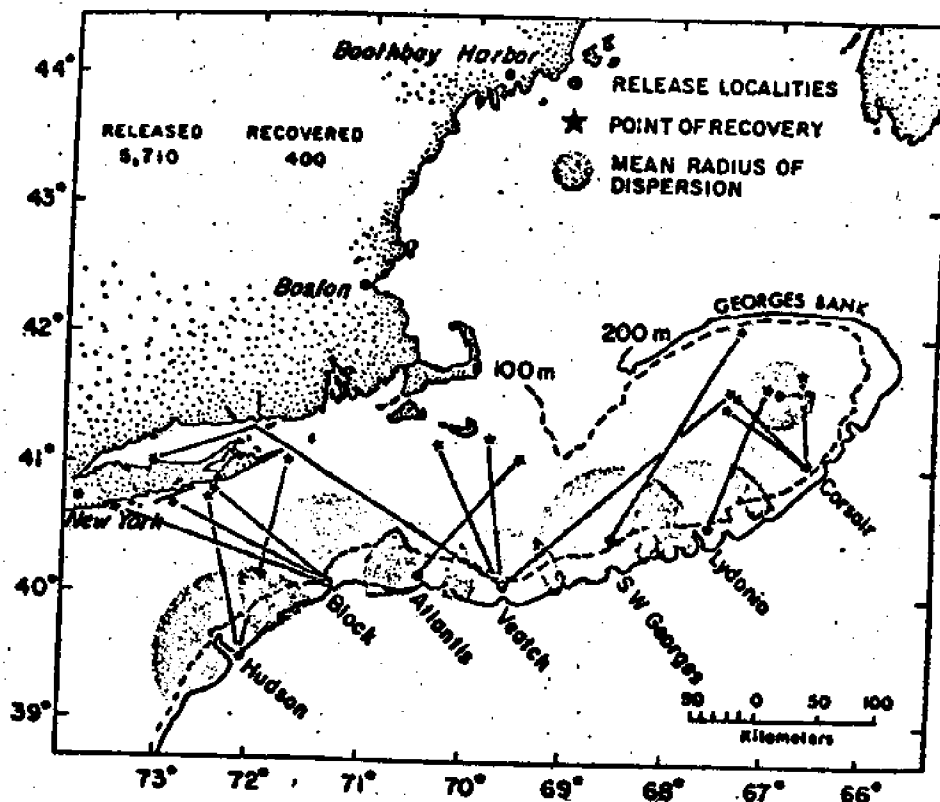 44°
43°
42°
41°
40°
39°
Boothbay Harbor
RELEASE LOCALITIES
POINT OF RECOVERY
MEAN RADIUS OF
DISPERSION
RELEASED
5,710
RECOVERED
400
Boston
GEORGES BANK
200 m
100 m
New York
Hudson
Block
Atlantis
Veatch
S W Georges
Lydonia
Corsair
50 0 50 100
Kilometers
73° 72° 71° 70° 69° 68° 67° 66°